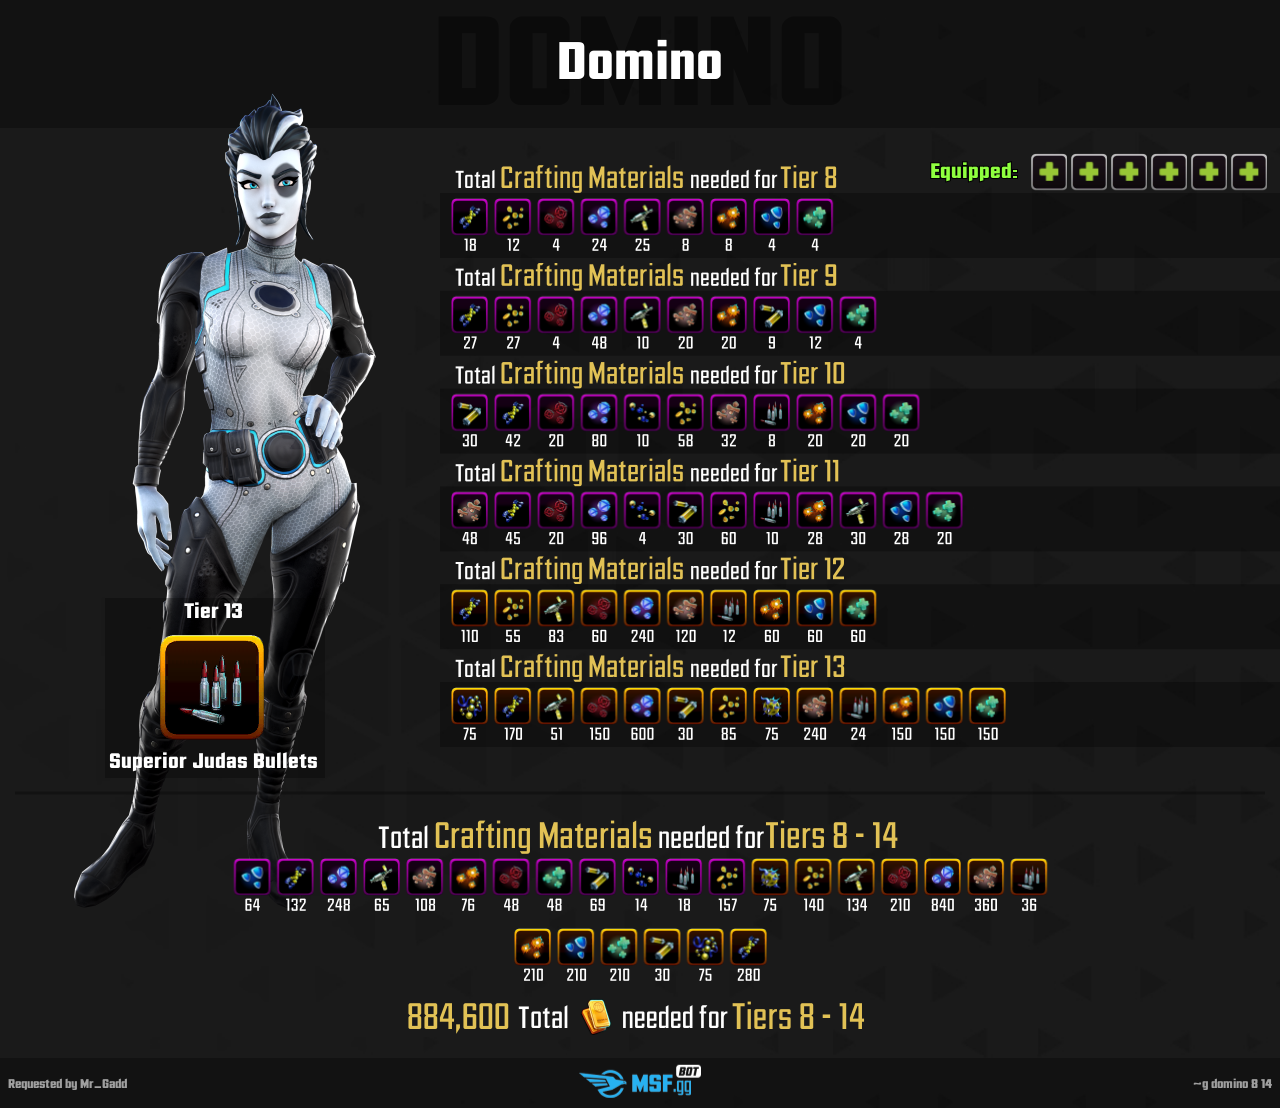 DOMINO
Domino
Equipped:
Total Crafting Materials needed for Tier 8
18 12 4 24 25 8 8 4 4
Total Crafting Materials needed for Tier 9
27 27 4 48 10 20 20 9 12 4
Total Crafting Materials needed for Tier 10
30 42 20 80 10 58 32 8 20 20 20
Total Crafting Materials needed for Tier 11
48 45 20 96 4 30 60 10 28 30 28 20
Total Crafting Materials needed for Tier 12
110 55 83 60 240 120 12 60 60 60
Total Crafting Materials needed for Tier 13
75 170 51 150 600 30 85 75 240 24 150 150 150
Tier 13
Superior Judas Bullets
Total Crafting Materials needed for Tiers 8 - 14
64 132 248 65 108 76 48 48 69 14 18 157 75 140 134 210 840 360 36
210 210 210 30 75 280
884,600 Total needed for Tiers 8 - 14
Requested by Mr_Gadd
MSF.gg BOT
~g domino 8 14